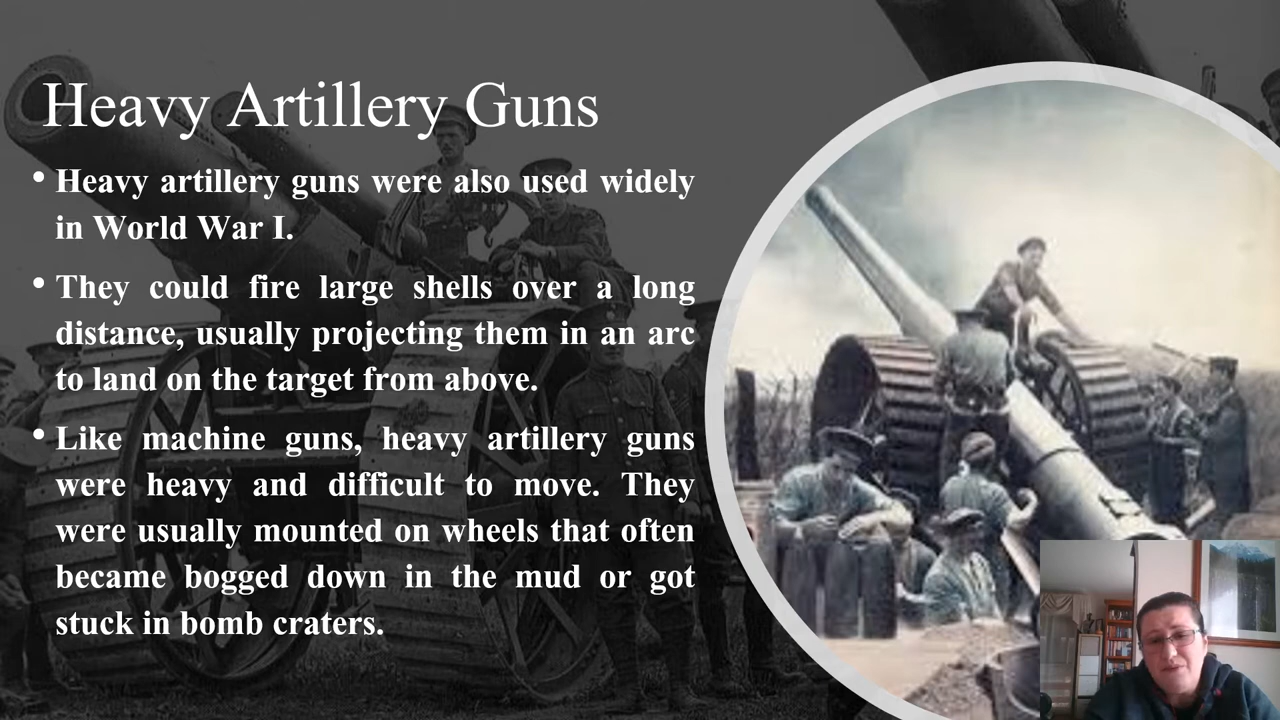 Heavy Artillery Guns
• Heavy artillery guns were also used widely
in World War I.
• They could fire large shells over a long
distance, usually projecting them in an arc
to land on the target from above.
• Like machine guns, heavy artillery guns
were heavy and difficult to move. They
were usually mounted on wheels that often
became bogged down in the mud or got
stuck in bomb craters.